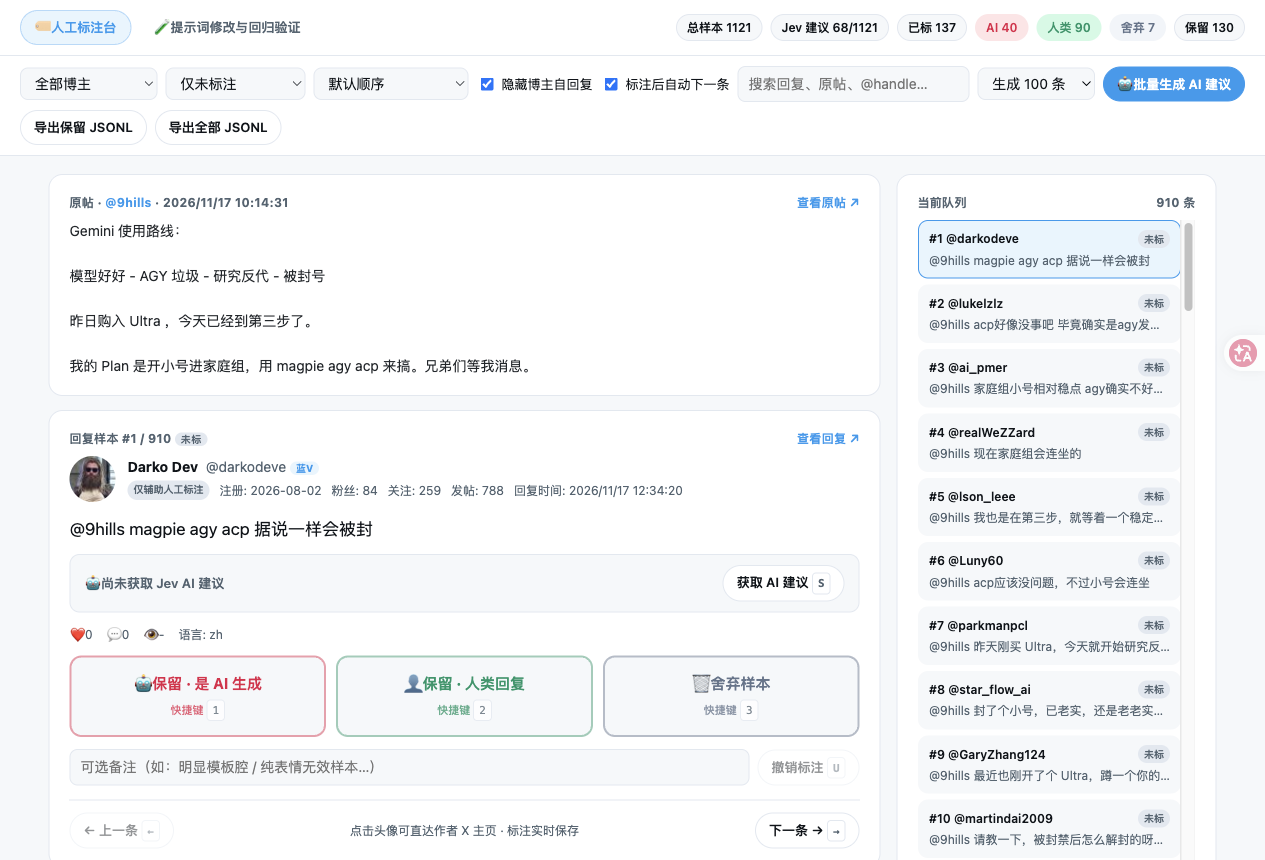 人工标注台
提示词修改与回归验证
总样本 1121
Jev 建议 68/1121
已标 137
AI 40
人类 90
舍弃 7
保留 130
全部博主
仅未标注
默认顺序
隐藏博主自回复
标注后自动下一条
搜索回复、原帖、@handle...
生成 100 条
批量生成 AI 建议
导出保留 JSONL
导出全部 JSONL
原帖 · @9hills · 2026/11/17 10:14:31
查看原帖 ↗
Gemini 使用路线：
模型好好 - AGY 垃圾 - 研究反代 - 被封号
昨日购入 Ultra ，今天已经到第三步了。
我的 Plan 是开小号进家庭组，用 magpie agy acp 来搞。兄弟们等我消息。
回复样本 #1 / 910 未标
查看回复 ↗
Darko Dev @darkodeve 蓝V
仅辅助人工标注 注册: 2026-08-02 粉丝: 84 关注: 259 发帖: 788 回复时间: 2026/11/17 12:34:20
@9hills magpie agy acp 据说一样会被封
尚未获取 Jev AI 建议
获取 AI 建议 S
0 0 - 语言: zh
保留 · 是 AI 生成
快捷键 1
保留 · 人类回复
快捷键 2
舍弃样本
快捷键 3
可选备注（如：明显模板腔 / 纯表情无效样本...）
撤销标注 U
← 上一条 ←
点击头像可直达作者 X 主页 · 标注实时保存
下一条 → →
当前队列
910 条
#1 @darkodeve 未标
@9hills magpie agy acp 据说一样会被封
#2 @lukelzlz 未标
@9hills acp好像没事吧 毕竟确实是agy发...
#3 @ai_pmer 未标
@9hills 家庭组小号相对稳点 agy确实不好...
#4 @realWeZZard 未标
@9hills 现在家庭组会连坐的
#5 @lson_leee 未标
@9hills 我也是在第三步，就等着一个稳定...
#6 @Luny60 未标
@9hills acp应该没问题，不过小号会连坐
#7 @parkmanpcl 未标
@9hills 昨天刚买 Ultra，今天就开始研究反...
#8 @star_flow_ai 未标
@9hills 封了个小号，已老实，还是老老实...
#9 @GaryZhang124 未标
@9hills 最近也刚开了个 Ultra，蹲一个你的...
#10 @martindai2009 未标
@9hills 请教一下，被封禁后怎么解封的呀...